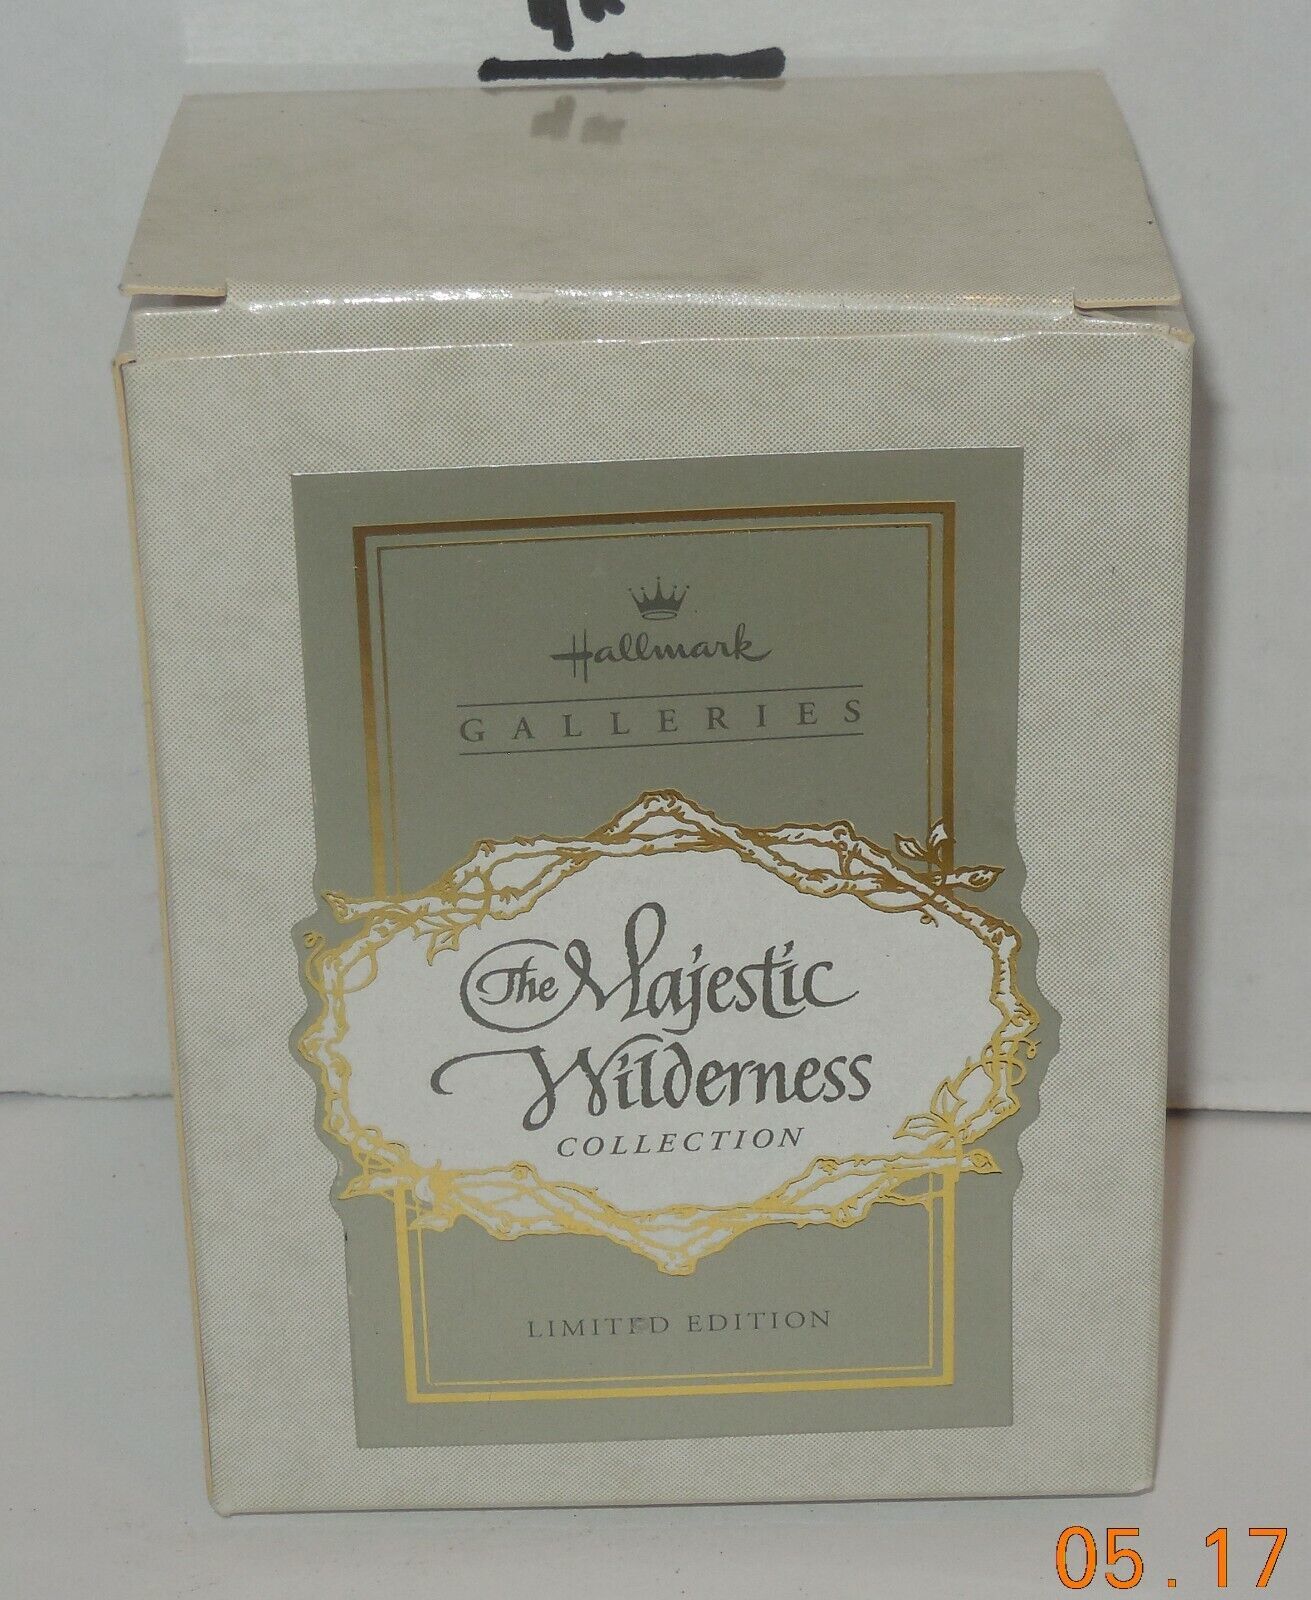 Hallmark
GALLERIES
The Majestic
Wilderness
COLLECTION
LIMITED EDITION
05.17